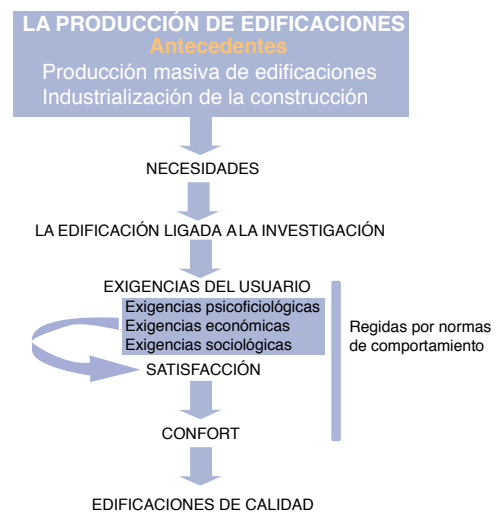 LA PRODUCCIÓN DE EDIFICACIONES
Antecedentes
Producción masiva de edificaciones
Industrialización de la construcción
NECESIDADES
LA EDIFICACIÓN LIGADA A LA INVESTIGACIÓN
EXIGENCIAS DEL USUARIO
Exigencias psicoficiológicas
Exigencias económicas
Exigencias sociológicas
Regidas por normas
de comportamiento
SATISFACCIÓN
CONFORT
EDIFICACIONES DE CALIDAD